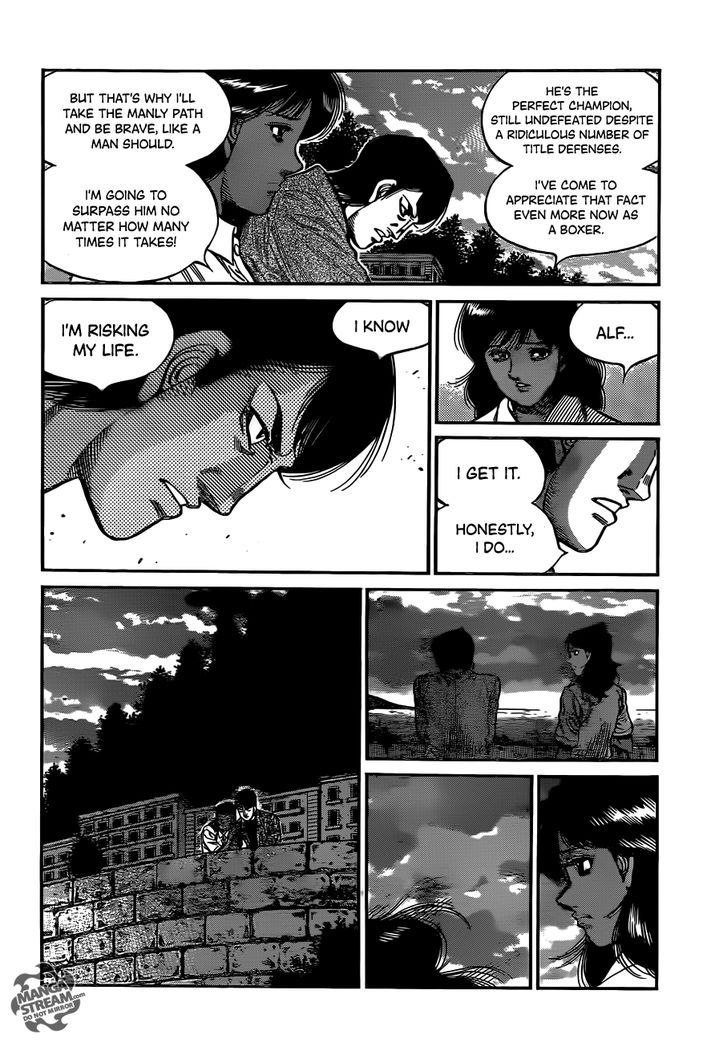 HE'S THE
PERFECT CHAMPION,
STILL UNDEFEATED DESPITE
A RIDICULOUS NUMBER OF
TITLE DEFENSES.
I'VE COME TO
APPRECIATE THAT FACT
EVEN MORE NOW AS
A BOXER.
BUT THAT'S WHY I'LL
TAKE THE MANLY PATH
AND BE BRAVE, LIKE A
MAN SHOULD.
I'M GOING TO
SURPASS HIM NO
MATTER HOW MANY
TIMES IT TAKES!
ALF...
I KNOW
I'M RISKING
MY LIFE.
I GET IT.
HONESTLY,
I DO...
MANGA
STREAM.com
DO NOT MIRROR